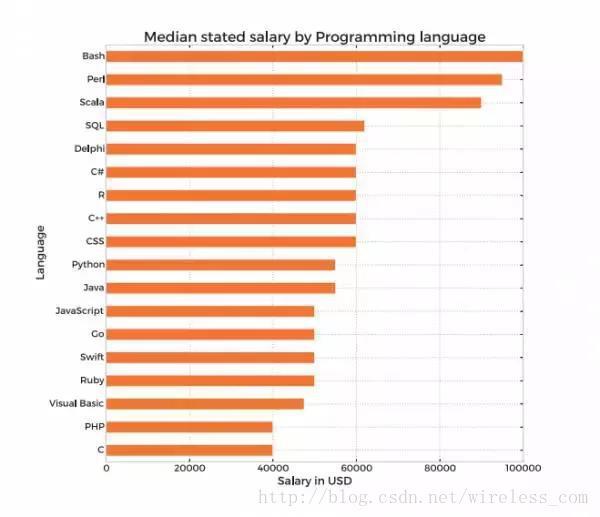 Median stated salary by Programming language
Bash
Perl
Scala
SQL
Delphi
C#
R
C++
CSS
Python
Java
JavaScript
Go
Swift
Ruby
Visual Basic
PHP
C
Language
0 20000 40000 60000 80000 100000
Salary in USD
http://blog.csdn.net/wireless_com